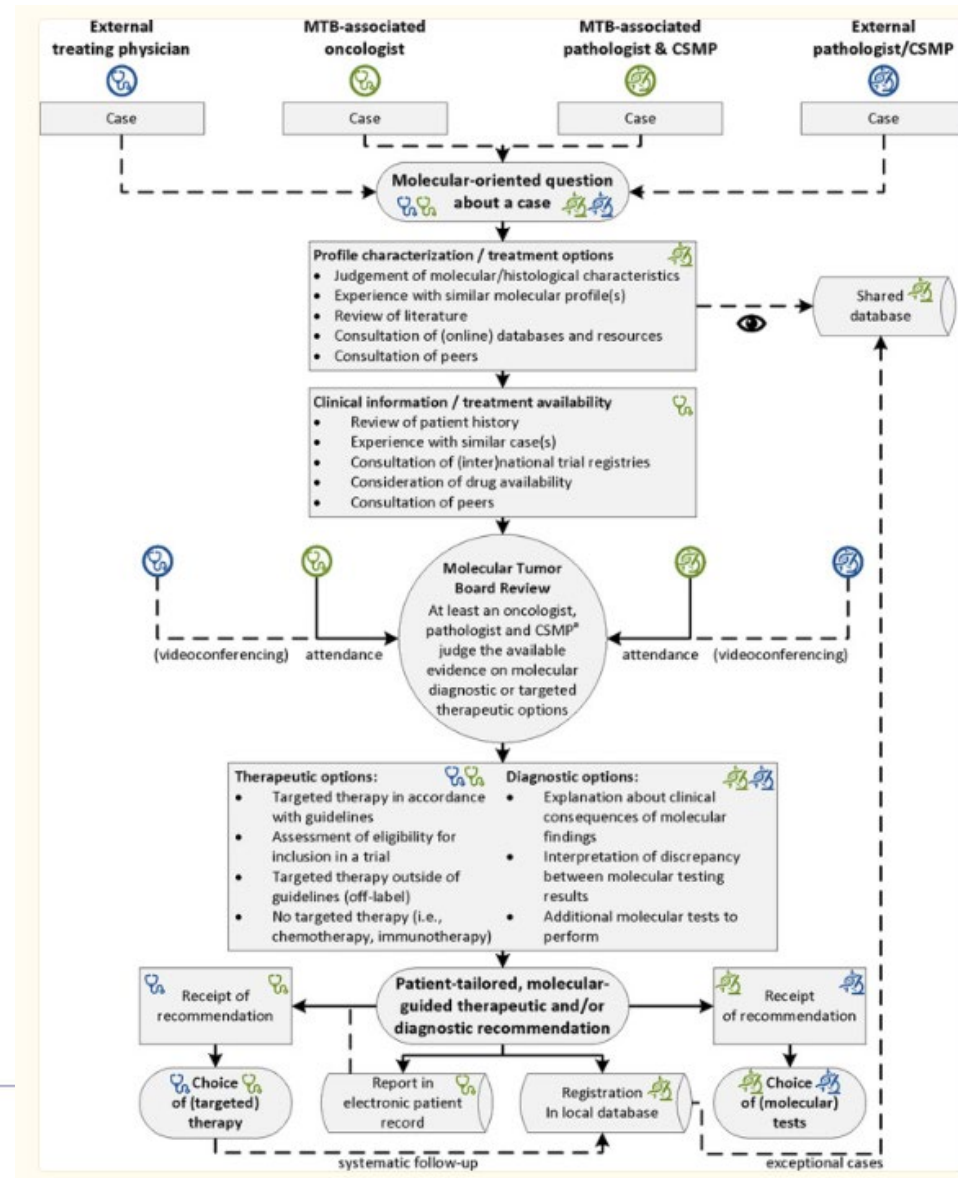 External
treating physician
MTB-associated
oncologist
MTB-associated
pathologist & CSMP
External
pathologist/CSMP
Case
Case
Case
Case
Molecular-oriented question
about a case
Profile characterization / treatment options
• Judgement of molecular/histological characteristics
• Experience with similar molecular profile(s)
• Review of literature
• Consultation of (online) databases and resources
• Consultation of peers
Shared
database
Clinical information / treatment availability
• Review of patient history
• Experience with similar case(s)
• Consultation of (inter)national trial registries
• Consideration of drug availability
• Consultation of peers
Molecular Tumor
Board Review
At least an oncologist,
pathologist and CSMPª
judge the available
evidence on molecular
diagnostic or targeted
therapeutic options
(videoconferencing) attendance
attendance (videoconferencing)
Therapeutic options:
• Targeted therapy in accordance
with guidelines
• Assessment of eligibility for
inclusion in a trial
• Targeted therapy outside of
guidelines (off-label)
• No targeted therapy (i.e.,
chemotherapy, immunotherapy)
Diagnostic options:
• Explanation about clinical
consequences of molecular
findings
• Interpretation of discrepancy
between molecular testing
results
• Additional molecular tests to
perform
Receipt of
recommendation
Patient-tailored, molecular-
guided therapeutic and/or
diagnostic recommendation
Receipt
of recommendation
Choice
of (targeted)
therapy
Report in
electronic patient
record
Registration
In local database
Choice
of (molecular)
tests
systematic follow-up
exceptional cases